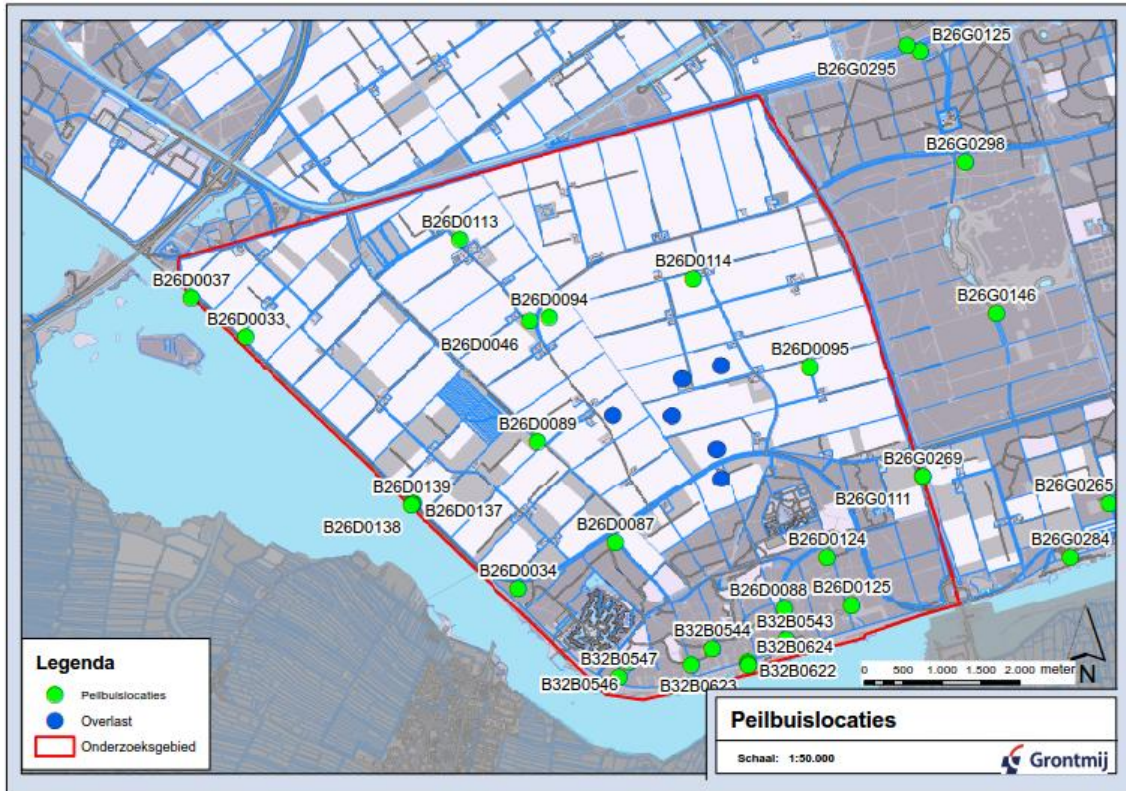 B26G0125
B26G0295
B26G0298
B26D0113
B26D0114
B26D0037
B26G0146
B26D0094
B26D0033
B26D0046
B26D0095
B26D0089
B26G0269
B26D0139
B26G0265
B26D0137
B26G0111
B26D0138
B26D0087
B26D0124
B26G0284
B26D0034
B26D0088
B26D0125
B32B0543
B32B0544
B32B0624
B32B0547
B32B0622
B32B0546
B32B0623
0 500 1.000 1.500 2.000 meter
N
Legenda
Peilbuislocaties
Overlast
Onderzoeksgebied
Peilbuislocaties
Schaal: 1:50.000
Grontmij